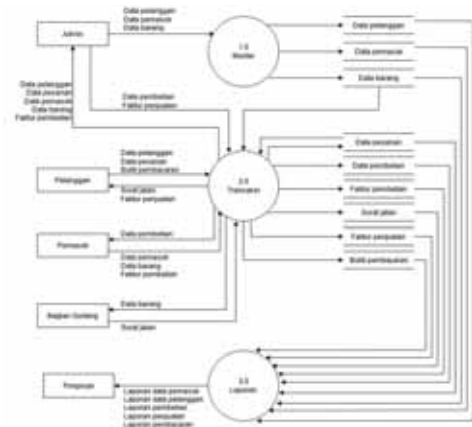 Data pelanggan
Data pemasok
Data barang
Admin
1.0
Master
Data pelanggan
Data pemasok
Data barang
Data pelanggan
Data pesanan
Data pemasok
Data barang
Faktur pembelian
Data pembelian
Faktur penjualan
Data pelanggan
Data pesanan
Bukti pembayaran
Pelanggan
Surat jalan
Faktur penjualan
2.0
Transaksi
Data pesanan
Data pembelian
Faktur pembelian
Surat jalan
Faktur penjualan
Bukti pembayaran
Data pembelian
Pemasok
Data pemasok
Data barang
Faktur pembelian
Data barang
Bagian Gudang
Surat jalan
3.0
Laporan
Pimpinan
Laporan data pemasok
Laporan data pelanggan
Laporan pembelian
Laporan penjualan
Laporan pembayaran